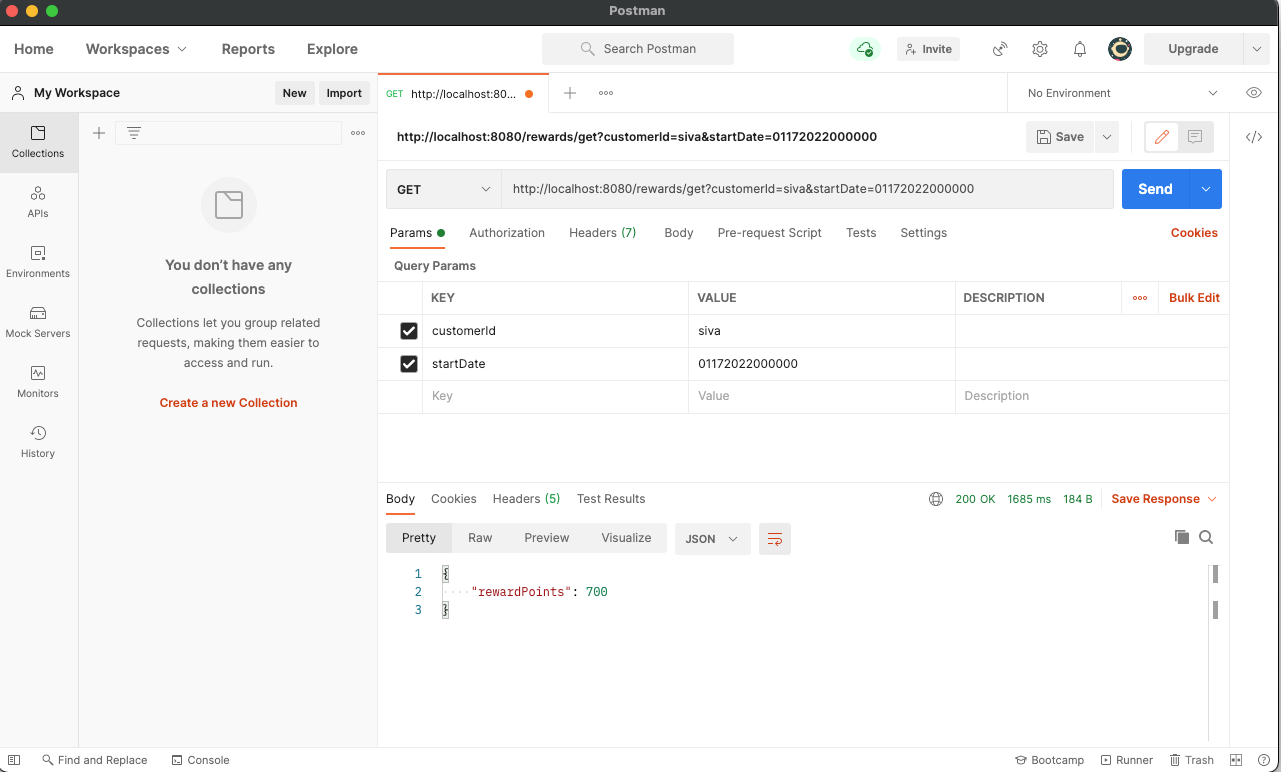 Postman
Home Workspaces Reports Explore Search Postman Invite Upgrade
My Workspace New Import GET http://localhost:80... No Environment
Collections
APIs
Environments
Mock Servers
Monitors
History
You don’t have any
collections
Collections let you group related
requests, making them easier to
access and run.
Create a new Collection
http://localhost:8080/rewards/get?customerId=siva&startDate=01172022000000 Save
GET http://localhost:8080/rewards/get?customerId=siva&startDate=01172022000000 Send
Params Authorization Headers (7) Body Pre-request Script Tests Settings Cookies
Query Params
KEY VALUE DESCRIPTION Bulk Edit
customerId siva
startDate 01172022000000
Key Value Description
Body Cookies Headers (5) Test Results 200 OK 1685 ms 184 B Save Response
Pretty Raw Preview Visualize JSON
1 {
2 "rewardPoints": 700
3 }
Find and Replace Console Bootcamp Runner Trash